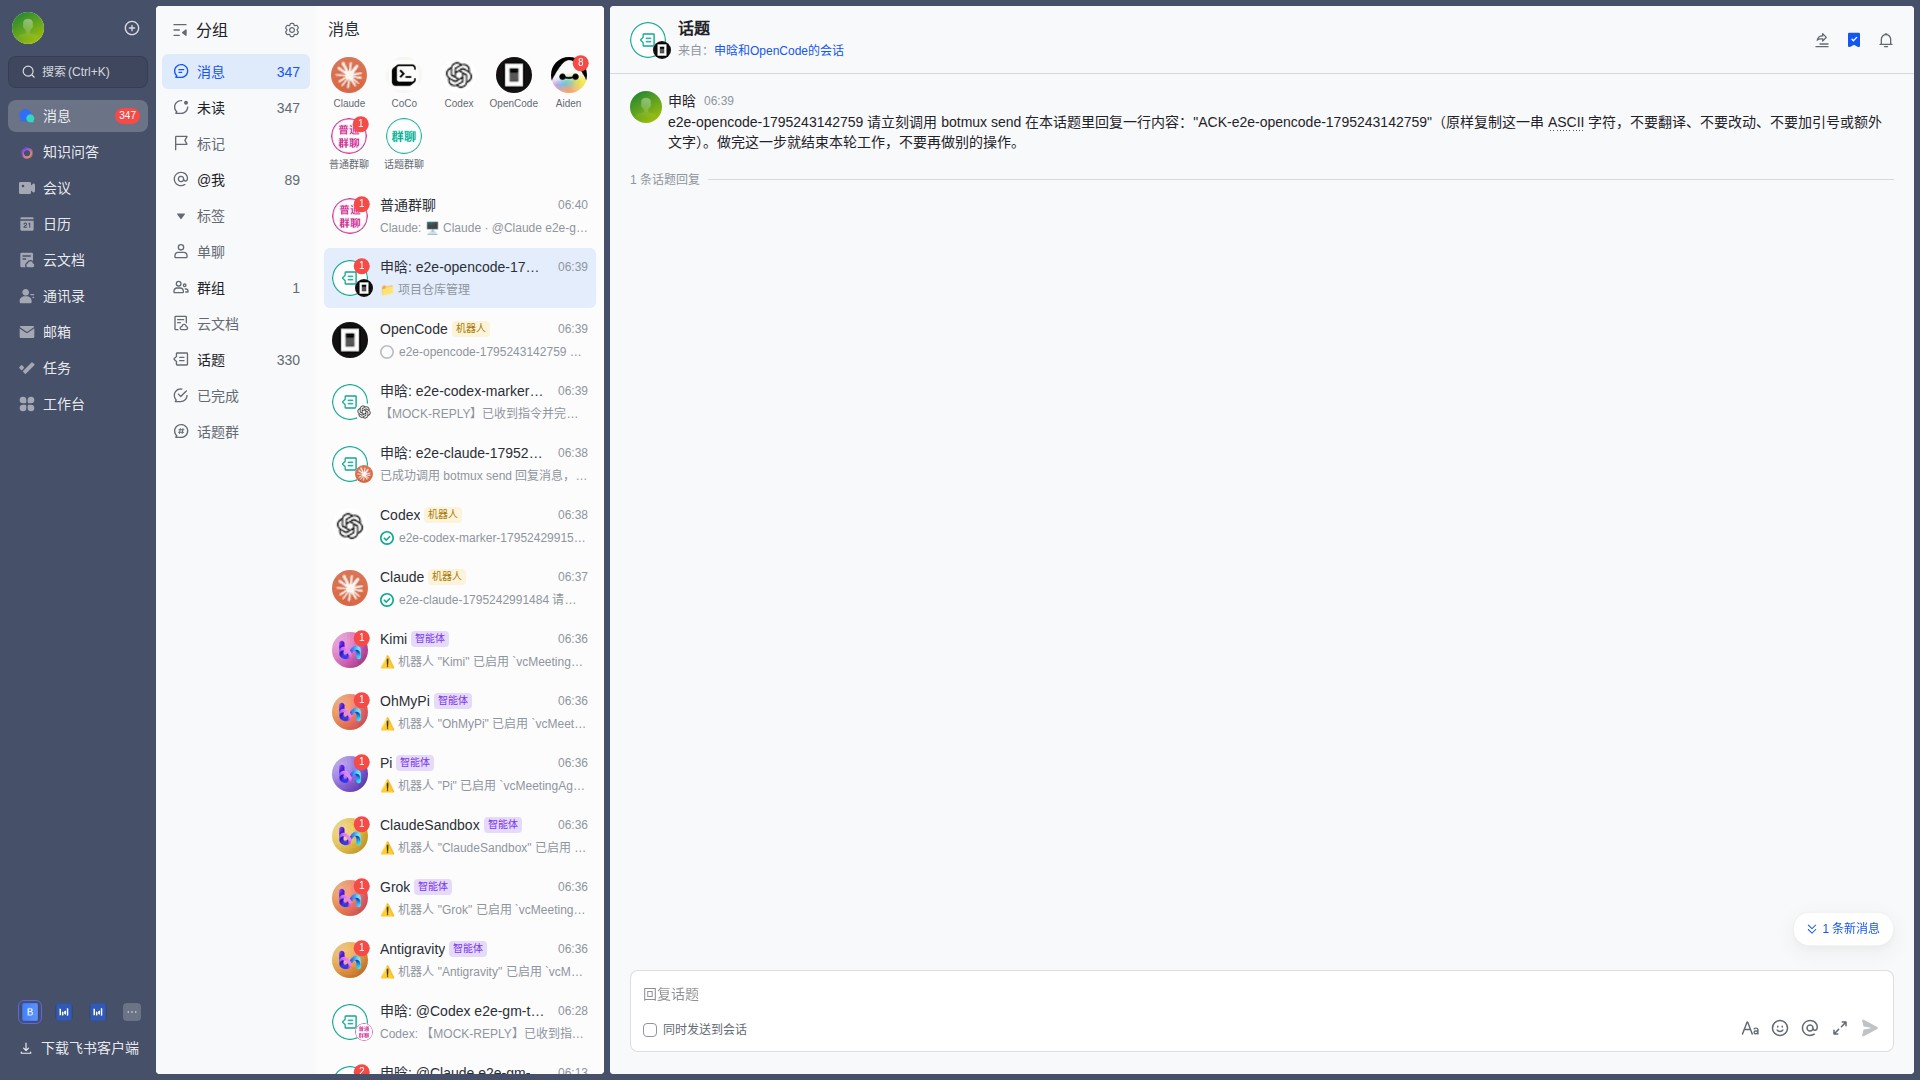 搜索 (Ctrl+K)
消息 347
知识问答
会议
日历
云文档
通讯录
邮箱
任务
工作台
下载飞书客户端
分组
消息 347
未读 347
标记
@我 89
标签
单聊
群组 1
云文档
话题 330
已完成
话题群
消息
Claude
CoCo
Codex
OpenCode
8
Aiden
1
普通群聊
群聊
话题群聊
1
普通群聊 06:40
Claude: 🖥️ Claude · @Claude e2e-g…
1
申晗: e2e-opencode-17… 06:39
📁 项目仓库管理
OpenCode 机器人 06:39
e2e-opencode-1795243142759 …
申晗: e2e-codex-marker… 06:39
【MOCK-REPLY】已收到指令并完…
申晗: e2e-claude-17952… 06:38
已成功调用 botmux send 回复消息，…
Codex 机器人 06:38
e2e-codex-marker-17952429915…
Claude 机器人 06:37
e2e-claude-1795242991484 请…
1
Kimi 智能体 06:36
⚠️ 机器人 "Kimi" 已启用 `vcMeeting…
1
OhMyPi 智能体 06:36
⚠️ 机器人 "OhMyPi" 已启用 `vcMeet…
1
Pi 智能体 06:36
⚠️ 机器人 "Pi" 已启用 `vcMeetingAg…
1
ClaudeSandbox 智能体 06:36
⚠️ 机器人 "ClaudeSandbox" 已启用 …
1
Grok 智能体 06:36
⚠️ 机器人 "Grok" 已启用 `vcMeeting…
1
Antigravity 智能体 06:36
⚠️ 机器人 "Antigravity" 已启用 `vcM…
申晗: @Codex e2e-gm-t… 06:28
Codex: 【MOCK-REPLY】已收到指…
2
申晗: @Claude e2e-gm-… 06:13
话题
来自：申晗和OpenCode的会话
申晗 06:39
e2e-opencode-1795243142759 请立刻调用 botmux send 在本话题里回复一行内容："ACK-e2e-opencode-1795243142759"（原样复制这一串 ASCII 字符，不要翻译、不要改动、不要加引号或额外
文字）。做完这一步就结束本轮工作，不要再做别的操作。
1 条话题回复
1 条新消息
回复话题
同时发送到会话